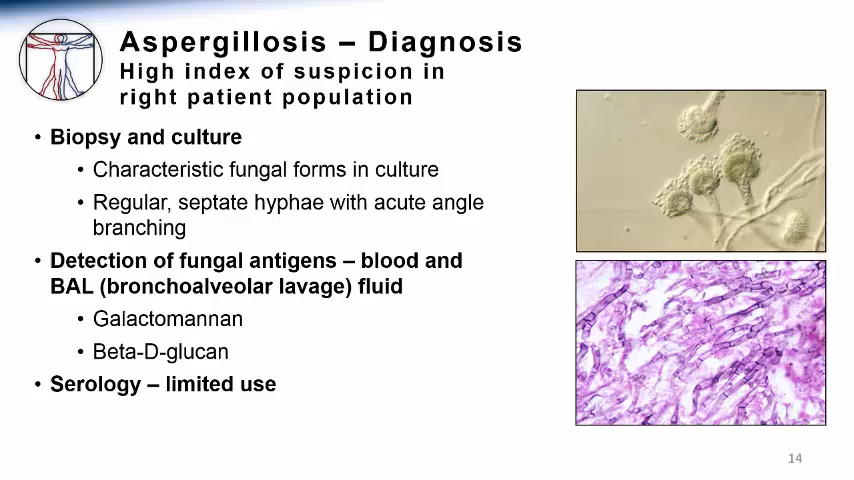 Aspergillosis – Diagnosis
High index of suspicion in
right patient population
• Biopsy and culture
• Characteristic fungal forms in culture
• Regular, septate hyphae with acute angle
branching
• Detection of fungal antigens – blood and
BAL (bronchoalveolar lavage) fluid
• Galactomannan
• Beta-D-glucan
• Serology – limited use
14